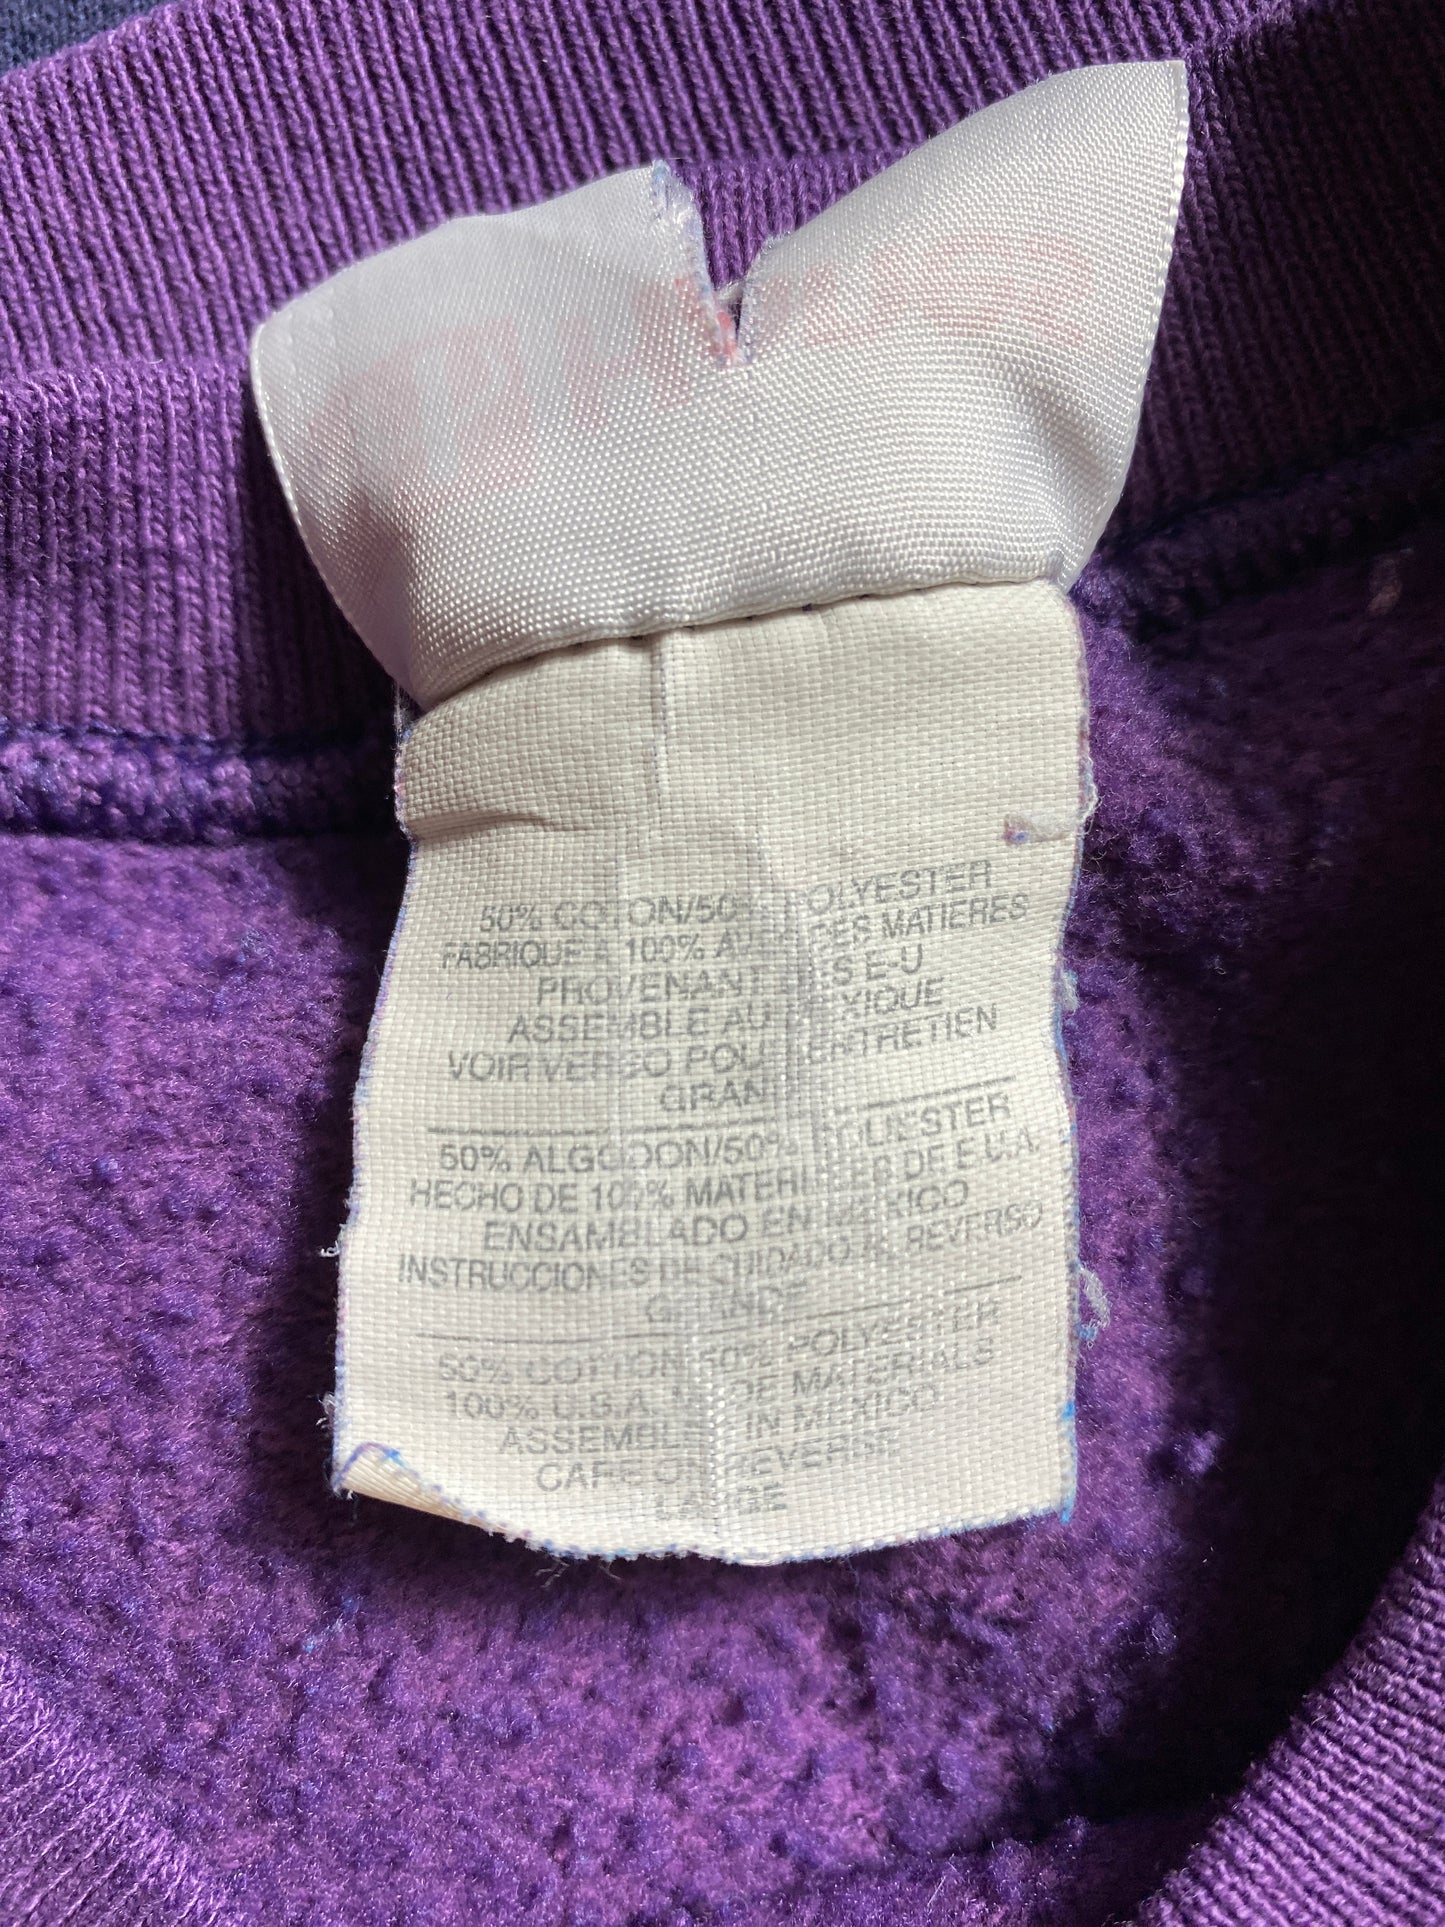 50% COTTON/50% POLYESTER
FABRIQUE A 100% AVEC DES MATIERES
PROVENANT DES E-U
ASSEMBLE AU MEXIQUE
VOIR VERSO POUR ENTRETIEN
GRAND
50% ALGODON/50% POLIESTER
HECHO DE 100% MATERIALES DE E.U.A.
ENSAMBLADO EN MEXICO
INSTRUCCIONES DE CUIDADO AL REVERSO
GRANDE
50% COTTON/50% POLYESTER
100% U.S.A. MADE MATERIALS
ASSEMBLED IN MEXICO
CARE ON REVERSE
LARGE